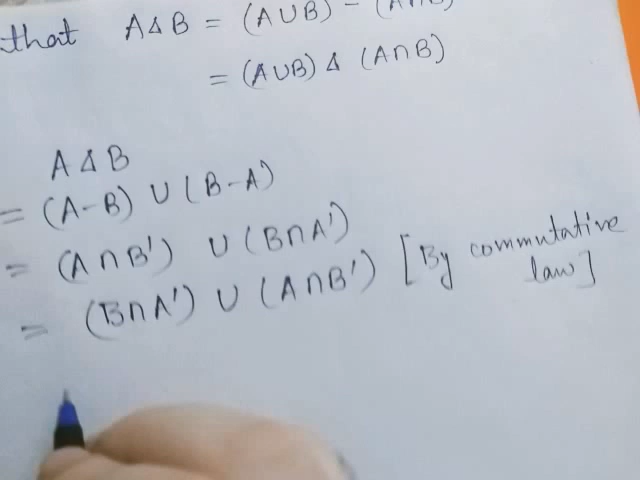 that A Δ B = (A∪B) - (A∩B)
= (A∪B) Δ (A∩B)
A Δ B
= (A-B) ∪ (B-A)
= (A∩B') ∪ (B∩A')
= (B∩A') ∪ (A∩B') [By commutative
law]